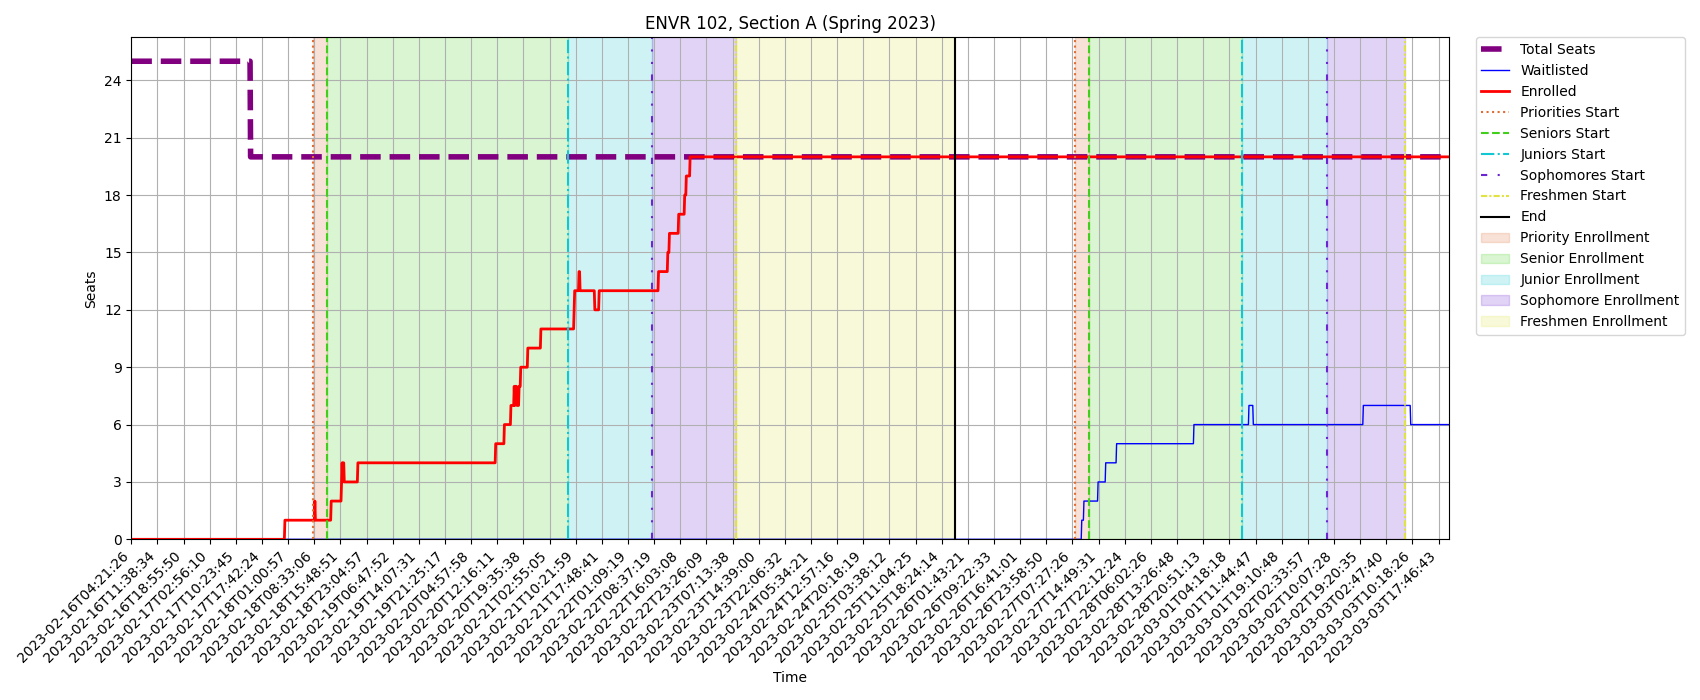 ENVR 102, Section A (Spring 2023)
Seats
24
21
18
15
12
9
6
3
0
2023-02-16T04:21:26
2023-02-16T11:38:34
2023-02-16T18:55:50
2023-02-17T02:56:10
2023-02-17T10:23:45
2023-02-17T17:42:24
2023-02-18T01:00:57
2023-02-18T08:33:06
2023-02-18T15:48:51
2023-02-18T23:04:57
2023-02-19T06:47:52
2023-02-19T14:07:31
2023-02-19T21:25:17
2023-02-20T04:57:58
2023-02-20T12:16:11
2023-02-20T19:35:38
2023-02-21T02:55:05
2023-02-21T10:21:59
2023-02-21T17:48:41
2023-02-22T01:09:19
2023-02-22T08:37:19
2023-02-22T16:03:08
2023-02-22T23:26:09
2023-02-23T07:13:38
2023-02-23T14:39:00
2023-02-23T22:06:32
2023-02-24T05:34:21
2023-02-24T12:57:16
2023-02-24T20:18:19
2023-02-25T03:38:12
2023-02-25T11:04:25
2023-02-25T18:24:14
2023-02-26T01:43:21
2023-02-26T09:22:33
2023-02-26T16:41:01
2023-02-26T23:58:50
2023-02-27T07:27:26
2023-02-27T14:49:31
2023-02-27T22:12:24
2023-02-28T06:02:26
2023-02-28T13:26:48
2023-02-28T20:51:13
2023-03-01T04:18:18
2023-03-01T11:44:47
2023-03-01T19:10:48
2023-03-02T02:33:57
2023-03-02T10:07:28
2023-03-02T19:20:35
2023-03-03T02:47:40
2023-03-03T10:18:26
2023-03-03T17:46:43
Time
Total Seats
Waitlisted
Enrolled
Priorities Start
Seniors Start
Juniors Start
Sophomores Start
Freshmen Start
End
Priority Enrollment
Senior Enrollment
Junior Enrollment
Sophomore Enrollment
Freshmen Enrollment